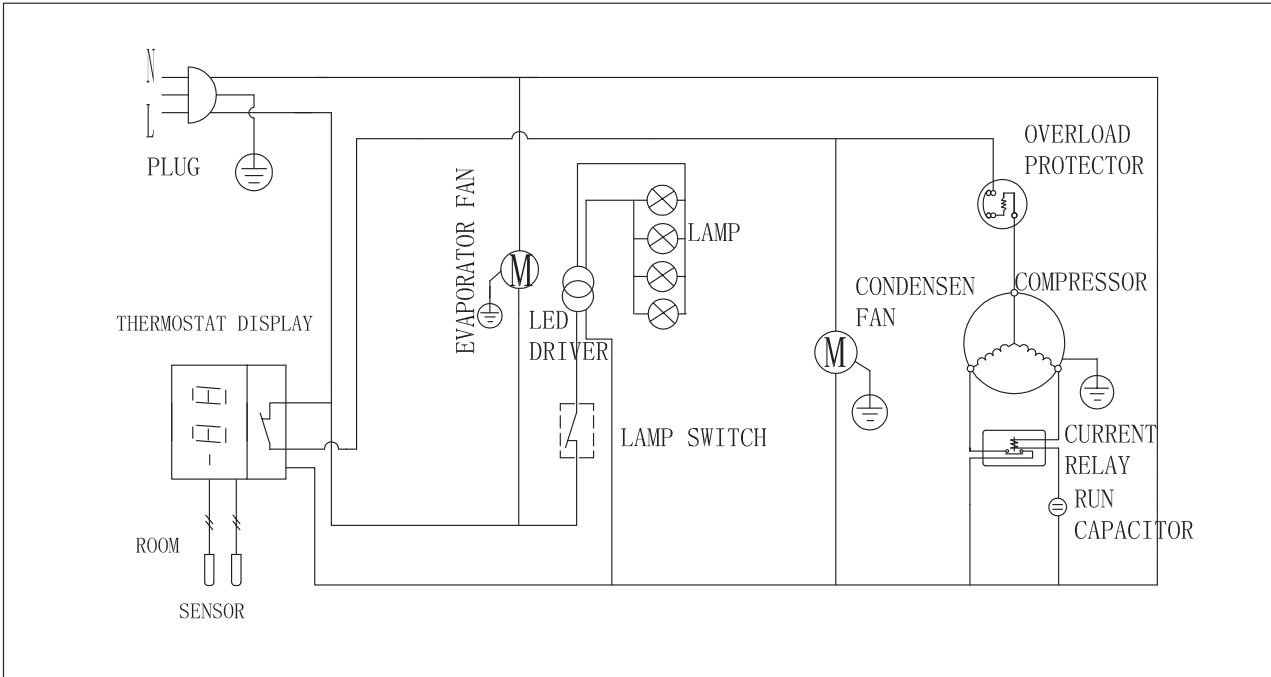 N
L
PLUG
OVERLOAD
PROTECTOR
EVAPORATOR FAN
M
LAMP
CONDENSEN
FAN
COMPRESSOR
THERMOSTAT DISPLAY
LED
DRIVER
M
LAMP SWITCH
CURRENT
RELAY
RUN
CAPACITOR
ROOM
SENSOR